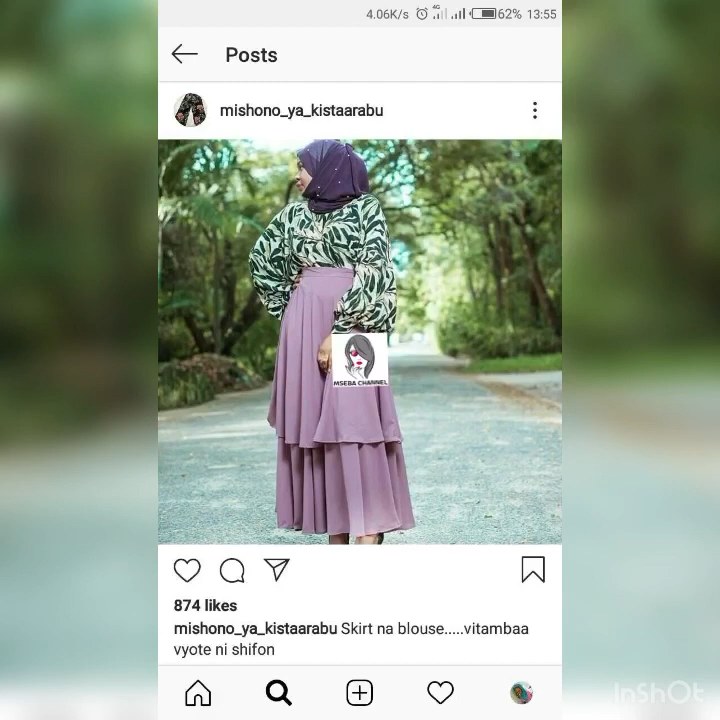 4.06K/s 4G 62% 13:55
Posts
mishono_ya_kistaarabu
MSEBA CHANNEL
874 likes
mishono_ya_kistaarabu Skirt na blouse.....vitambaa
vyote ni shifon
InShOt